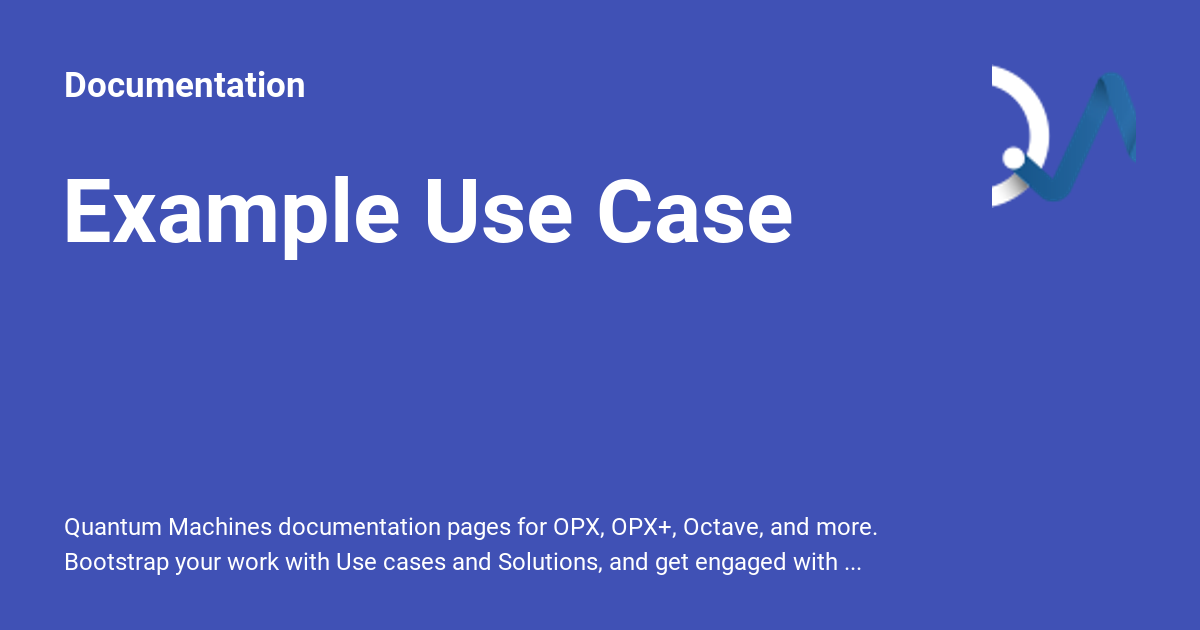 Documentation
Example Use Case
Quantum Machines documentation pages for OPX, OPX+, Octave, and more.
Bootstrap your work with Use cases and Solutions, and get engaged with ...